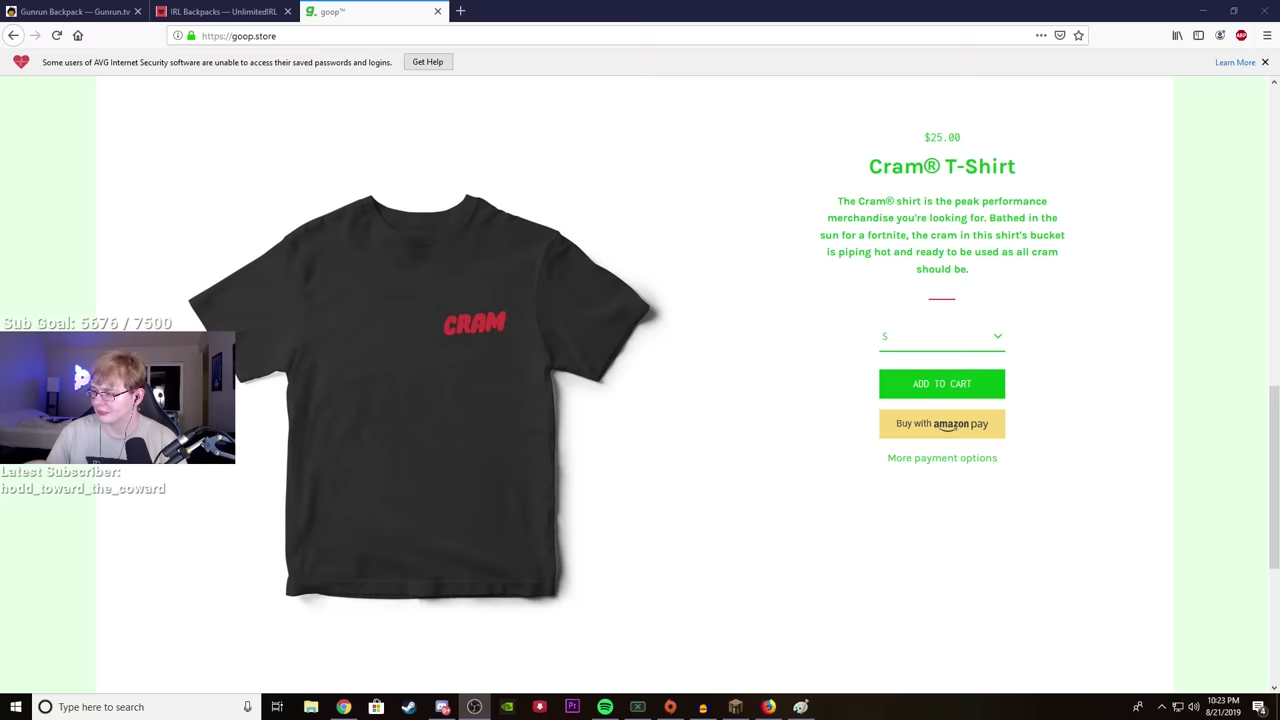 Gunrun Backpack — Gunrun.tv
IRL Backpacks — UnlimitedIRL
g. goop™
https://goop.store
ABP
Some users of AVG Internet Security software are unable to access their saved passwords and logins.
Get Help
Learn More
$25.00
Cram® T-Shirt
The Cram® shirt is the peak performance
merchandise you're looking for. Bathed in the
sun for a fortnite, the cram in this shirt's bucket
is piping hot and ready to be used as all cram
should be.
CRAM
S
ADD TO CART
Buy with amazon pay
More payment options
Sub Goal: 5676 / 7500
Latest Subscriber:
hodd_toward_the_coward
Type here to search
Pr
10:23 PM
8/21/2019
4